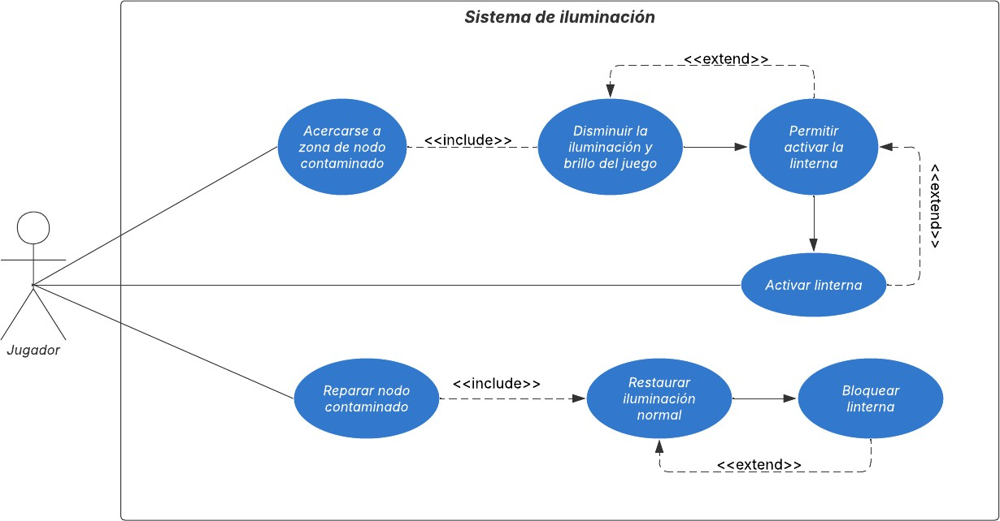 Sistema de iluminación
<<extend>>
Acercarse a
zona de nodo
contaminado
<<include>>
Disminuir la
iluminación y
brillo del juego
Permitir
activar la
linterna
<<extend>>
Activar linterna
Jugador
Reparar nodo
contaminado
<<include>>
Restaurar
iluminación
normal
Bloquear
linterna
<<extend>>